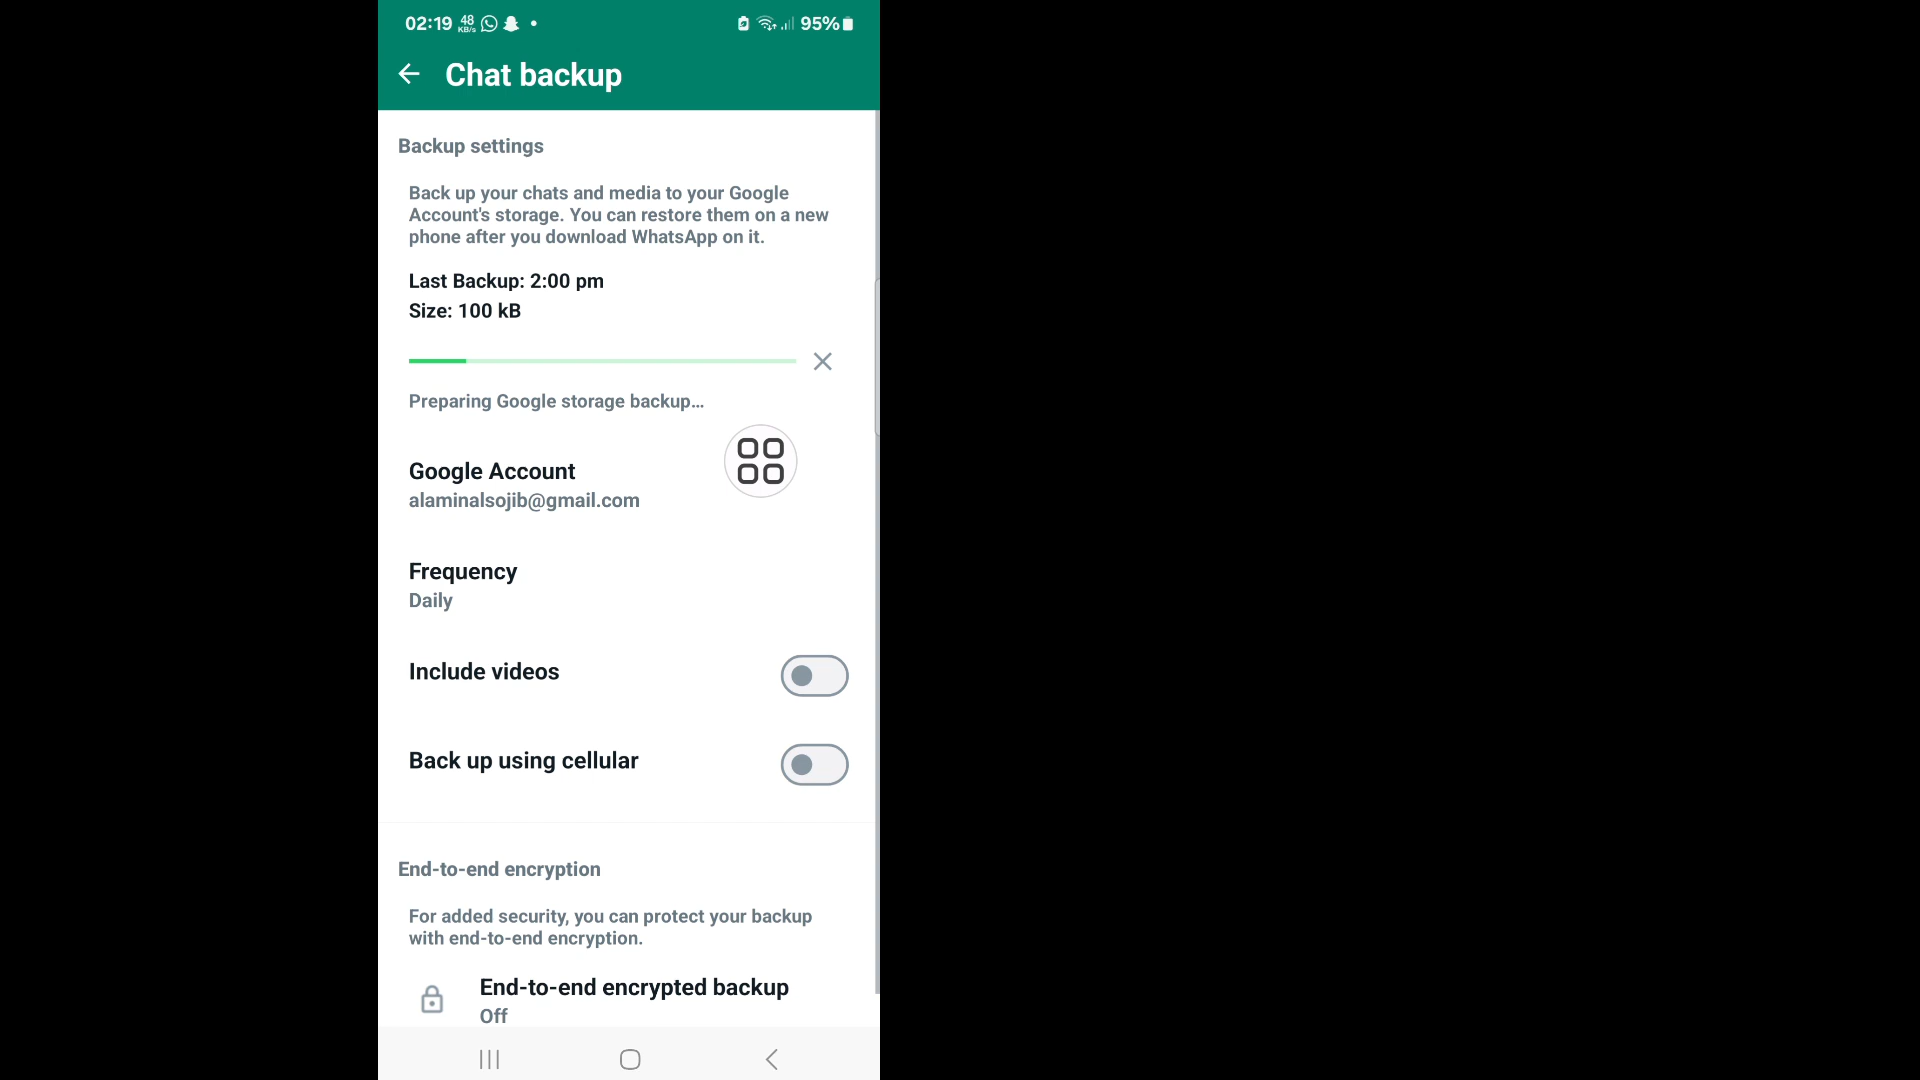 02:19 48 KB/s 95%
Chat backup
Backup settings
Back up your chats and media to your Google
Account's storage. You can restore them on a new
phone after you download WhatsApp on it.
Last Backup: 2:00 pm
Size: 100 kB
Preparing Google storage backup…
Google Account
alaminalsojib@gmail.com
Frequency
Daily
Include videos
Back up using cellular
End-to-end encryption
For added security, you can protect your backup
with end-to-end encryption.
End-to-end encrypted backup
Off